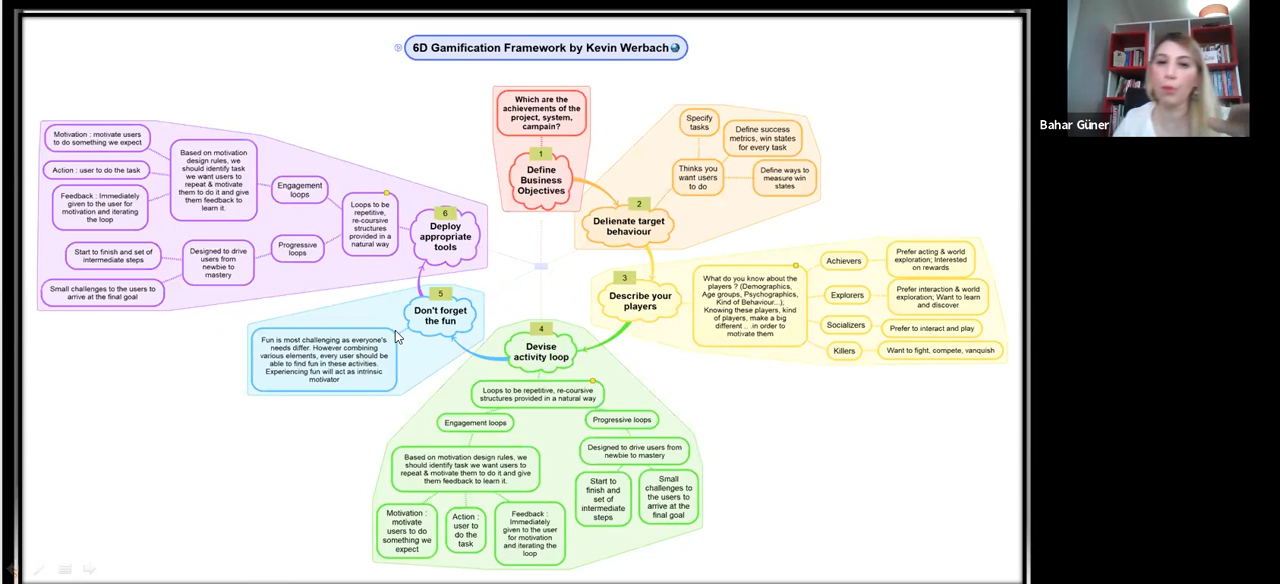 6D Gamification Framework by Kevin Werbach
Bahar Güner
Which are the
achievements of the
project, system,
campain?
1
Define
Business
Objectives
2
Delienate target
behaviour
Thinks you
want users
to do
Specify
tasks
Define success
metrics, win states
for every task
Define ways to
measure win
states
3
Describe your
players
What do you know about the
players ? (Demographics,
Age groups, Psychographics,
Kind of Behaviour...);
Knowing these players, kind
of players, make a big
different .. .in order to
motivate them
Achievers
Prefer acting & world
exploration; Interested
on rewards
Explorers
Prefer interaction & world
exploration; Want to learn
and discover
Socializers
Prefer to interact and play
Killers
Want to fight, compete, vanquish
4
Devise
activity loop
Loops to be repetitive, re-coursive
structures provided in a natural way
Engagement loops
Based on motivation design rules, we
should identify task we want users to
repeat & motivate them to do it and give
them feedback to learn it.
Motivation :
motivate
users to do
something we
expect
Action :
user to
do the
task
Feedback :
Immediately
given to the user
for motivation
and iterating the
loop
Progressive loops
Designed to drive users from
newbie to mastery
Start to
finish and
set of
intermediate
steps
Small
challenges to
the users to
arrive at the
final goal
5
Don't forget
the fun
Fun is most challenging as everyone's
needs differ. However combining
various elements, every user should be
able to find fun in these activities.
Experiencing fun will act as intrinsic
motivator
6
Deploy
appropriate
tools
Loops to be
repetitive,
re-coursive
structures
provided in a
natural way
Engagement
loops
Based on motivation
design rules, we
should identify task
we want users to
repeat & motivate
them to do it and give
them feedback to
learn it.
Motivation : motivate users
to do something we expect
Action : user to do the task
Feedback : Immediately
given to the user for
motivation and iterating
the loop
Progressive
loops
Designed to drive
users from
newbie to
mastery
Start to finish and set of
intermediate steps
Small challenges to the users to
arrive at the final goal